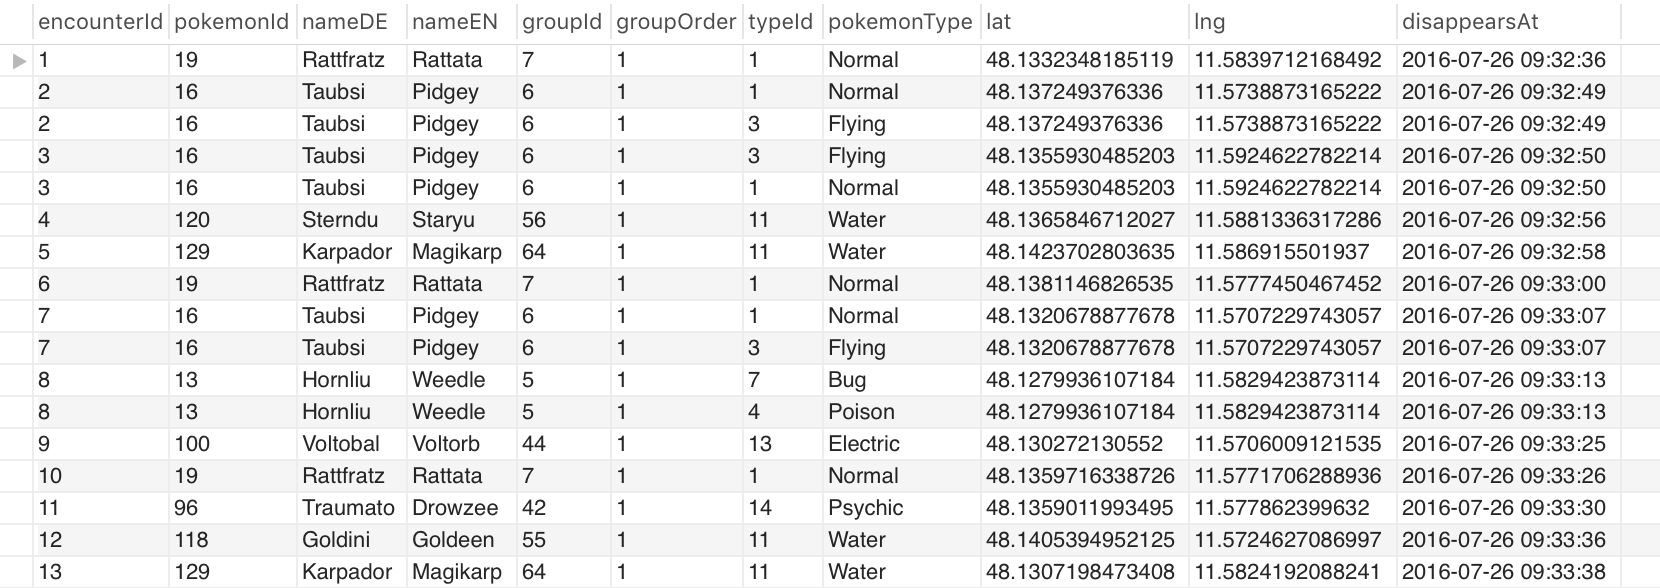 encounterId pokemonId nameDE nameEN groupId groupOrder typeId pokemonType lat lng disappearsAt
1 19 Rattfratz Rattata 7 1 1 Normal 48.1332348185119 11.5839712168492 2016-07-26 09:32:36
2 16 Taubsi Pidgey 6 1 1 Normal 48.137249376336 11.5738873165222 2016-07-26 09:32:49
2 16 Taubsi Pidgey 6 1 3 Flying 48.137249376336 11.5738873165222 2016-07-26 09:32:49
3 16 Taubsi Pidgey 6 1 3 Flying 48.1355930485203 11.5924622782214 2016-07-26 09:32:50
3 16 Taubsi Pidgey 6 1 1 Normal 48.1355930485203 11.5924622782214 2016-07-26 09:32:50
4 120 Sterndu Staryu 56 1 11 Water 48.1365846712027 11.5881336317286 2016-07-26 09:32:56
5 129 Karpador Magikarp 64 1 11 Water 48.1423702803635 11.586915501937 2016-07-26 09:32:58
6 19 Rattfratz Rattata 7 1 1 Normal 48.1381146826535 11.5777450467452 2016-07-26 09:33:00
7 16 Taubsi Pidgey 6 1 1 Normal 48.1320678877678 11.5707229743057 2016-07-26 09:33:07
7 16 Taubsi Pidgey 6 1 3 Flying 48.1320678877678 11.5707229743057 2016-07-26 09:33:07
8 13 Hornliu Weedle 5 1 7 Bug 48.1279936107184 11.5829423873114 2016-07-26 09:33:13
8 13 Hornliu Weedle 5 1 4 Poison 48.1279936107184 11.5829423873114 2016-07-26 09:33:13
9 100 Voltobal Voltorb 44 1 13 Electric 48.130272130552 11.5706009121535 2016-07-26 09:33:25
10 19 Rattfratz Rattata 7 1 1 Normal 48.1359716338726 11.5771706288936 2016-07-26 09:33:26
11 96 Traumato Drowzee 42 1 14 Psychic 48.1359011993495 11.577862399632 2016-07-26 09:33:30
12 118 Goldini Goldeen 55 1 11 Water 48.1405394952125 11.5724627086997 2016-07-26 09:33:36
13 129 Karpador Magikarp 64 1 11 Water 48.1307198473408 11.5824192088241 2016-07-26 09:33:38